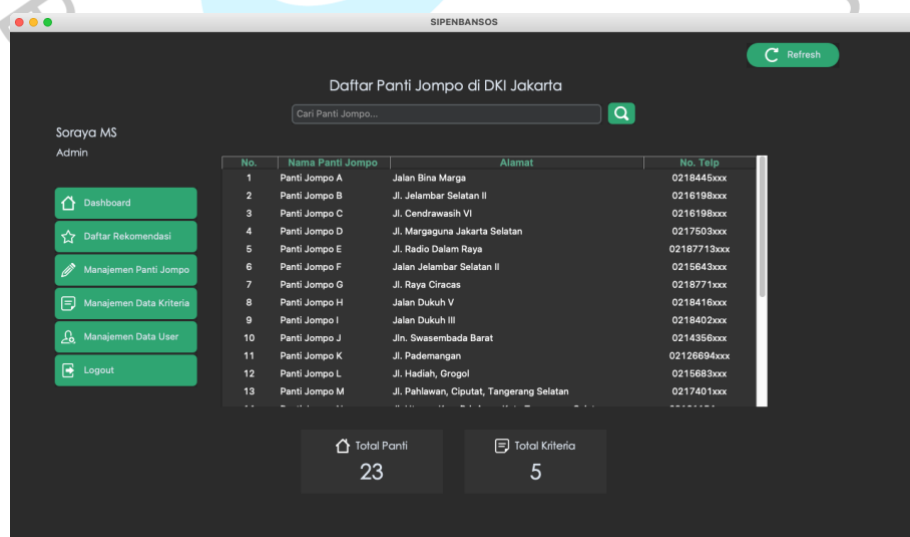 SIPENBANSOS
Refresh
Daftar Panti Jompo di DKI Jakarta
Cari Panti Jompo...
Soraya MS
Admin
Dashboard
Daftar Rekomendasi
Manajemen Panti Jompo
Manajemen Data Kriteria
Manajemen Data User
Logout
No. Nama Panti Jompo Alamat No. Telp
1 Panti Jompo A Jalan Bina Marga 0218445xxx
2 Panti Jompo B Jl. Jelambar Selatan II 0216198xxx
3 Panti Jompo C Jl. Cendrawasih VI 0216198xxx
4 Panti Jompo D Jl. Margaguna Jakarta Selatan 0217503xxx
5 Panti Jompo E Jl. Radio Dalam Raya 02187713xxx
6 Panti Jompo F Jalan Jelambar Selatan II 0215643xxx
7 Panti Jompo G Jl. Raya Ciracas 0218771xxx
8 Panti Jompo H Jalan Dukuh V 0218416xxx
9 Panti Jompo I Jalan Dukuh III 0218402xxx
10 Panti Jompo J Jln. Swasembada Barat 0214356xxx
11 Panti Jompo K Jl. Pademangan 02126694xxx
12 Panti Jompo L Jl. Hadiah, Grogol 0215683xxx
13 Panti Jompo M Jl. Pahlawan, Ciputat, Tangerang Selatan 0217401xxx
Total Panti
23
Total Kriteria
5